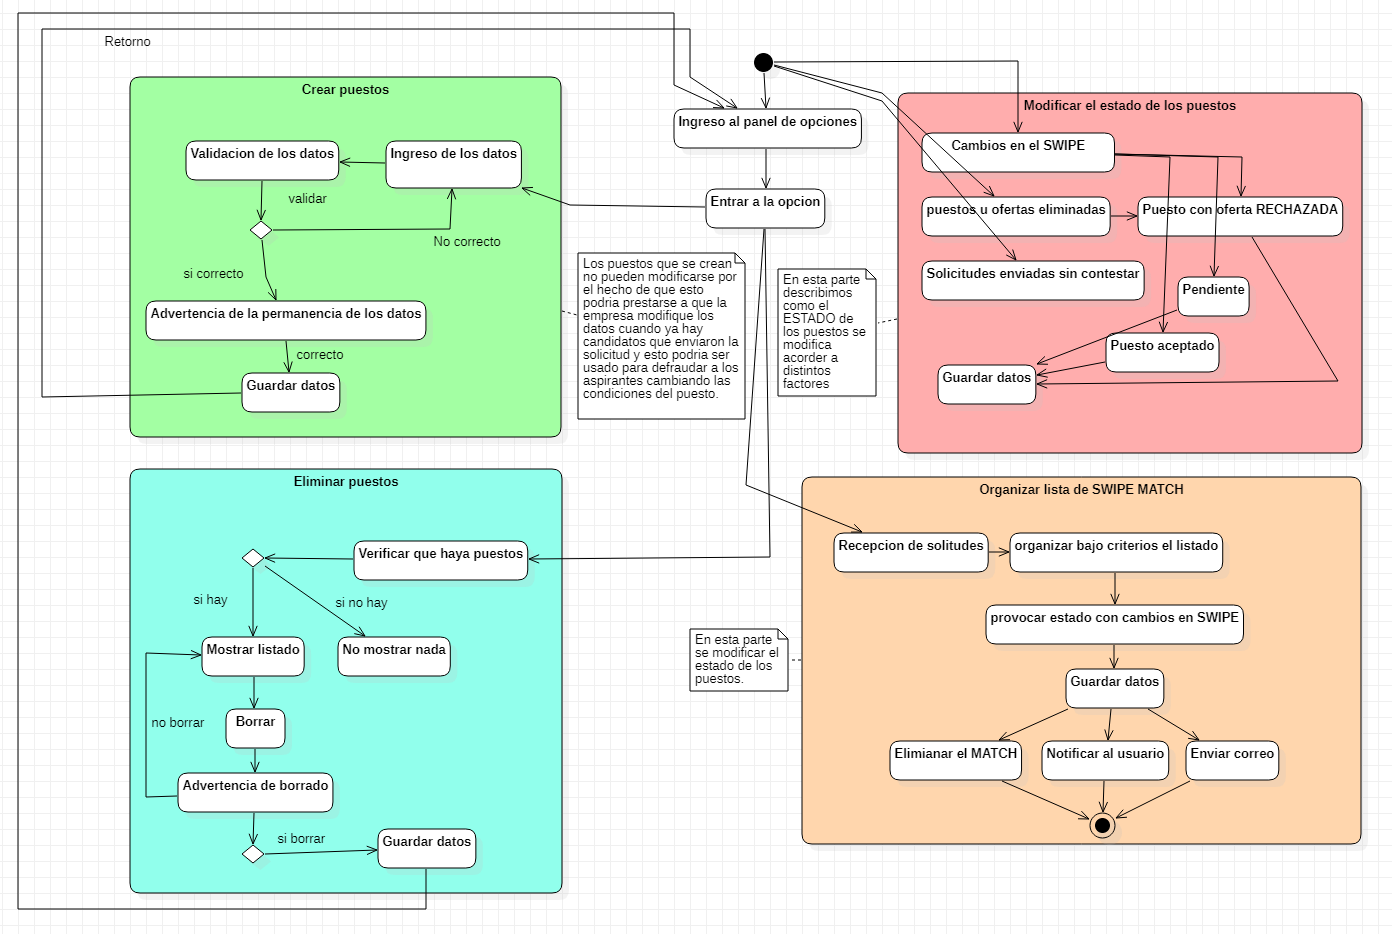 Retorno
Crear puestos
Validacion de los datos
Ingreso de los datos
validar
No correcto
si correcto
Advertencia de la permanencia de los datos
correcto
Guardar datos
Ingreso al panel de opciones
Entrar a la opcion
Los puestos que se crean
no pueden modificarse por
el hecho de que esto
podria prestarse a que la
empresa modifique los
datos cuando ya hay
candidatos que enviaron la
solicitud y esto podria ser
usado para defraudar a los
aspirantes cambiando las
condiciones del puesto.
En esta parte
describimos
como el
ESTADO de
los puestos se
modifica
acorder a
distintos
factores
Modificar el estado de los puestos
Cambios en el SWIPE
puestos u ofertas eliminadas
Puesto con oferta RECHAZADA
Solicitudes enviadas sin contestar
Pendiente
Puesto aceptado
Guardar datos
Eliminar puestos
Verificar que haya puestos
si hay
si no hay
Mostrar listado
No mostrar nada
no borrar
Borrar
Advertencia de borrado
si borrar
Guardar datos
En esta parte
se modificar el
estado de los
puestos.
Organizar lista de SWIPE MATCH
Recepcion de solitudes
organizar bajo criterios el listado
provocar estado con cambios en SWIPE
Guardar datos
Elimianar el MATCH
Notificar al usuario
Enviar correo